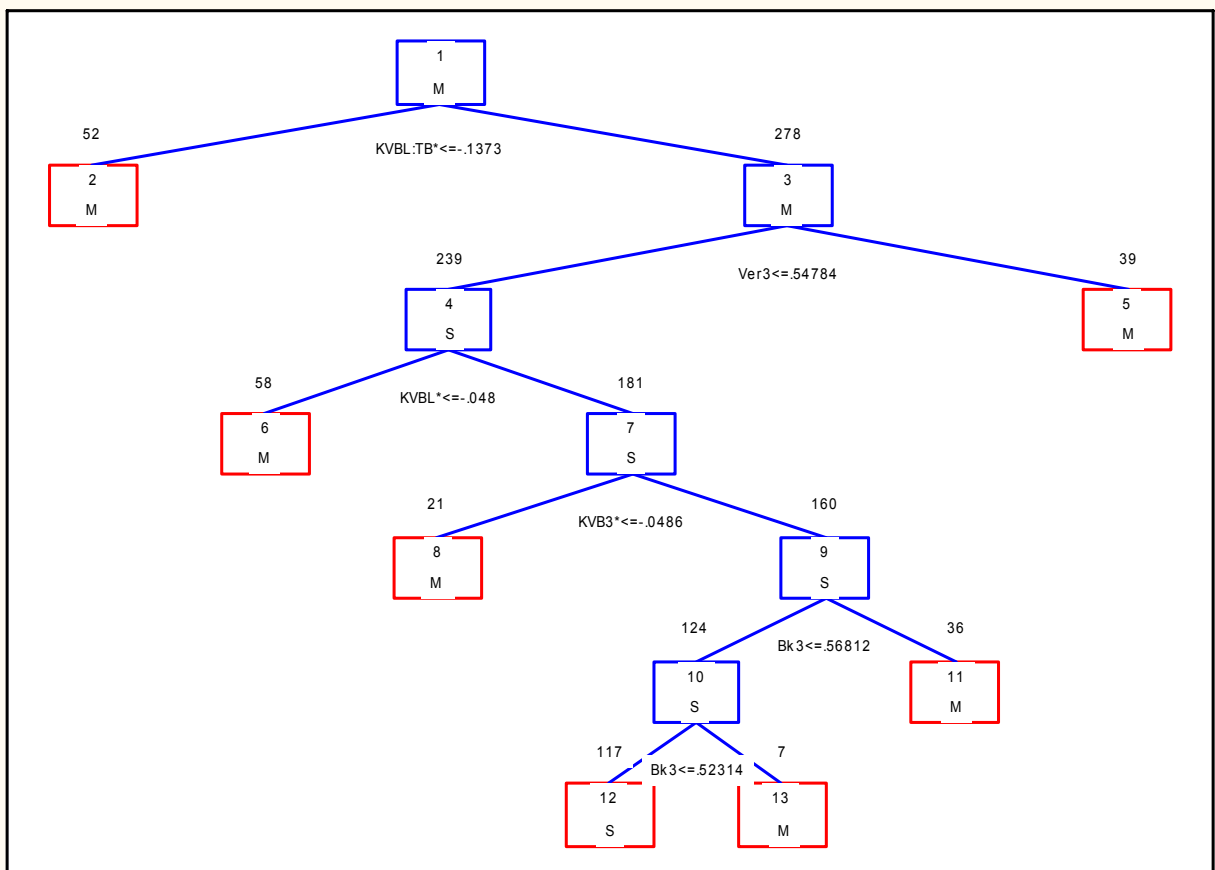 1
M
52
278
KVBL:TB*<=-.1373
2
M
3
M
239
39
Ver3<=.54784
4
S
5
M
58
181
KVBL*<=-.048
6
M
7
S
21
160
KVB3*<=-.0486
8
M
9
S
124
36
Bk3<=.56812
10
S
11
M
117
7
Bk3<=.52314
12
S
13
M